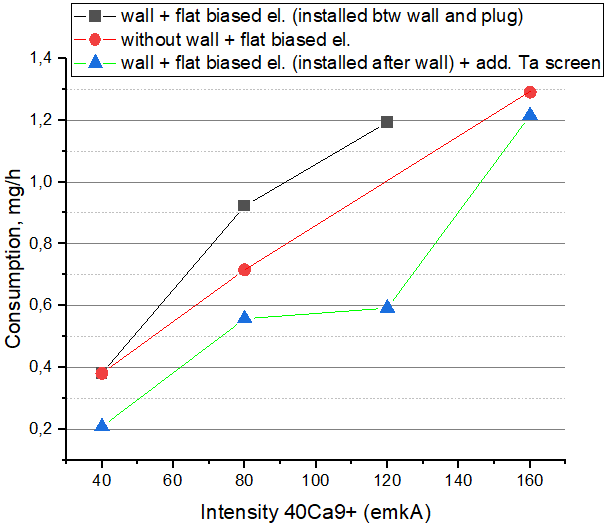 wall + flat biased el. (installed btw wall and plug)
without wall + flat biased el.
wall + flat biased el. (installed after wall) + add. Ta screen
1,4
1,2
1,0
0,8
0,6
0,4
0,2
Consumption, mg/h
40 60 80 100 120 140 160
Intensity 40Ca9+ (emkA)